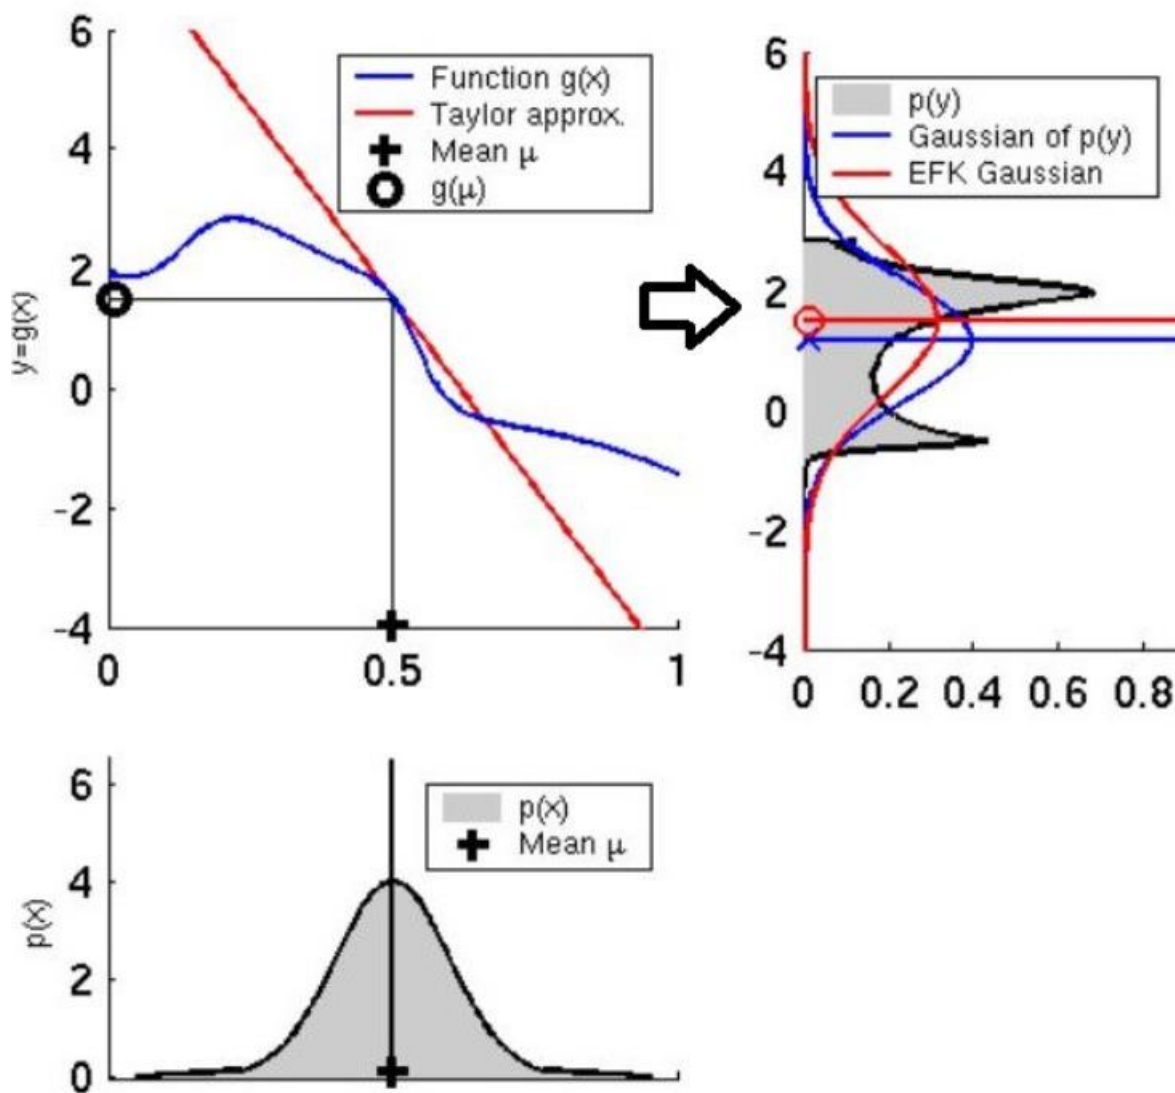 6
4
2
0
-2
-4
y=g(x)
0
0.5
1
Function g(x)
Taylor approx.
Mean μ
g(μ)
6
4
2
0
-2
-4
0
0.2
0.4
0.6
0.8
p(y)
Gaussian of p(y)
EFK Gaussian
6
4
2
0
p(x)
p(x)
Mean μ